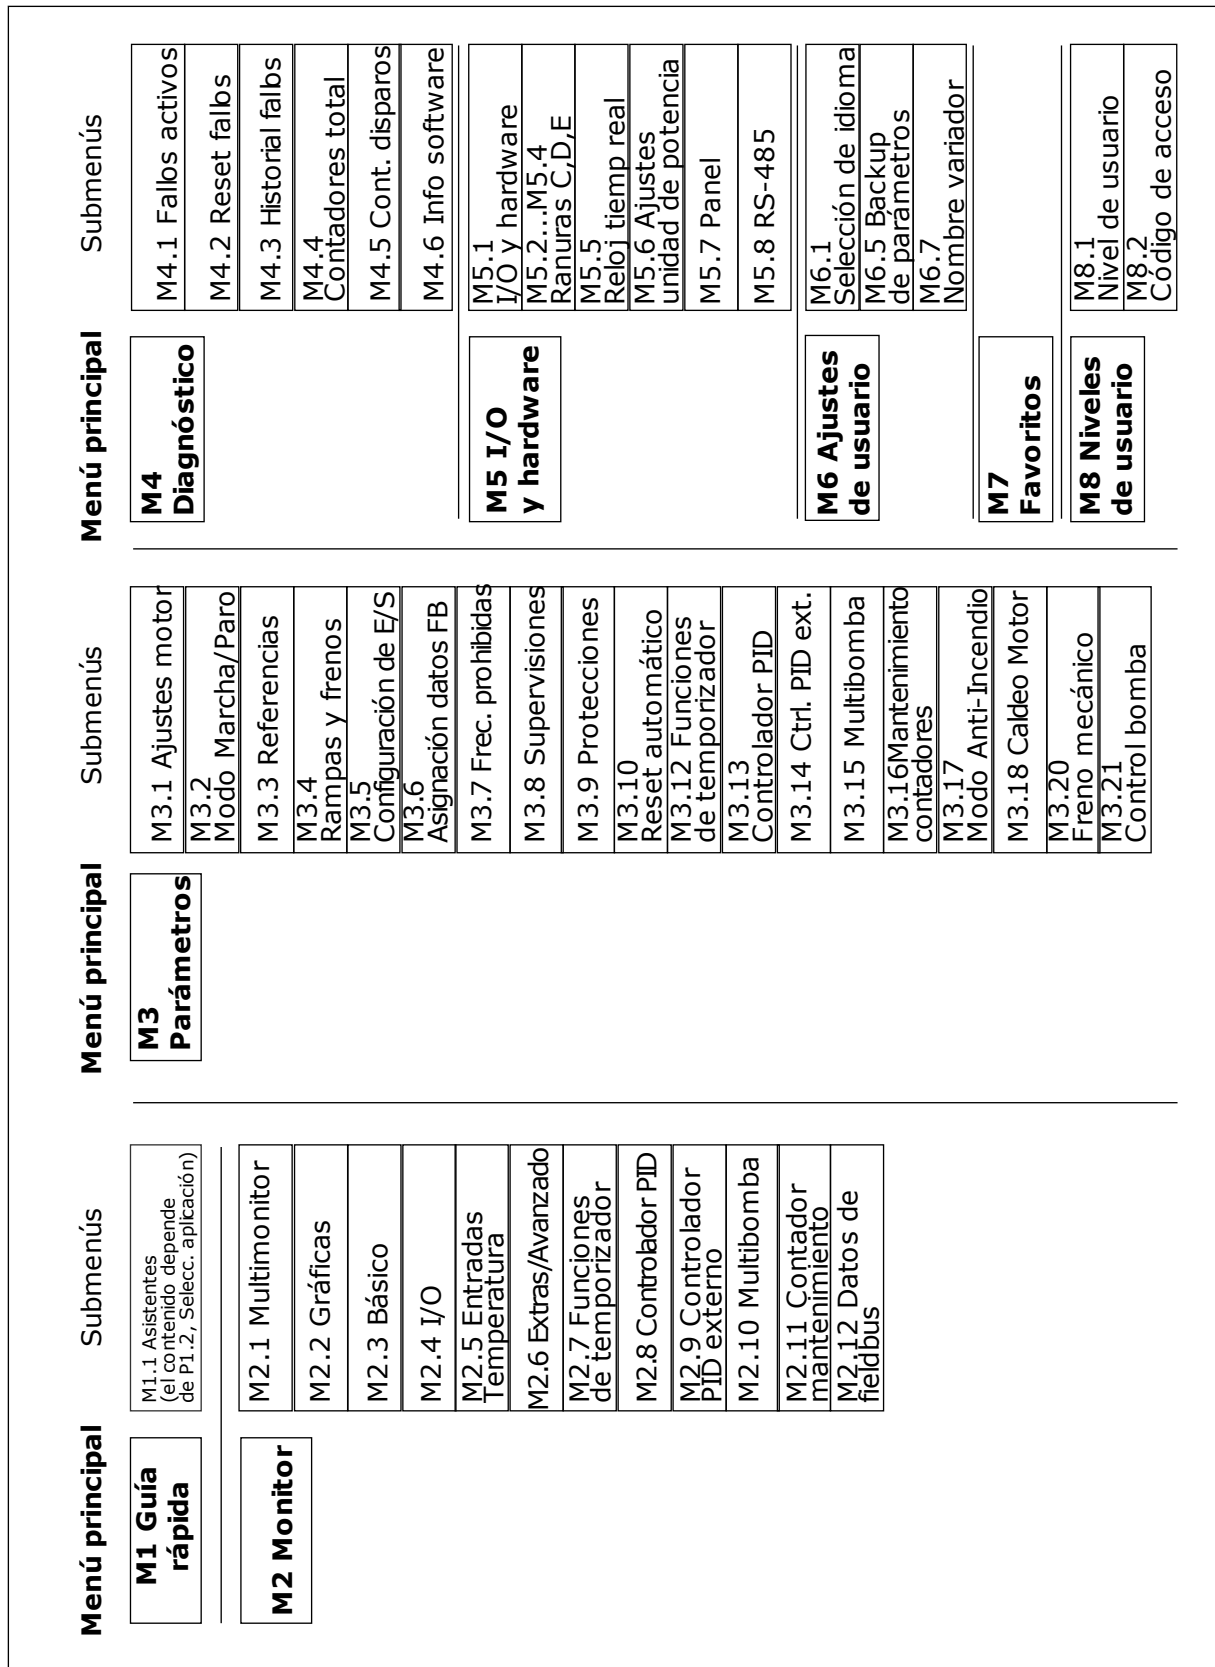 Menú principal
Submenús
M1 Guía
rápida
M1.1 Asistentes
(el contenido depende
de P1.2, Selecc. aplicación)
M2 Monitor
M2.1 Multimonitor
M2.2 Gráficas
M2.3 Básico
M2.4 I/O
M2.5 Entradas
Temperatura
M2.6 Extras/Avanzado
M2.7 Funciones
de temporizador
M2.8 Controlador PID
M2.9 Controlador
PID externo
M2.10 Multibomba
M2.11 Contador
mantenimiento
M2.12 Datos de
fieldbus
Menú principal
Submenús
M3
Parámetros
M3.1 Ajustes motor
M3.2
Modo Marcha/Paro
M3.3 Referencias
M3.4
Rampas y frenos
M3.5
Configuración de E/S
M3.6
Asignación datos FB
M3.7 Frec. prohibidas
M3.8 Supervisiones
M3.9 Protecciones
M3.10
Reset automático
M3.12 Funciones
de temporizador
M3.13
Controlador PID
M3.14 Ctrl. PID ext.
M3.15 Multibomba
M3.16Mantenimiento
contadores
M3.17
Modo Anti-Incendio
M3.18 Caldeo Motor
M3.20
Freno mecánico
M3.21
Control bomba
Menú principal
Submenús
M4
Diagnóstico
M4.1 Fallos activos
M4.2 Reset fallos
M4.3 Historial fallos
M4.4
Contadores total
M4.5 Cont. disparos
M4.6 Info software
M5 I/O
y hardware
M5.1
I/O y hardware
M5.2...M5.4
Ranuras C,D,E
M5.5
Reloj tiemp real
M5.6 Ajustes
unidad de potencia
M5.7 Panel
M5.8 RS-485
M6 Ajustes
de usuario
M6.1
Selección de idioma
M6.5 Backup
de parámetros
M6.7
Nombre variador
M7
Favoritos
M8 Niveles
de usuario
M8.1
Nivel de usuario
M8.2
Código de acceso